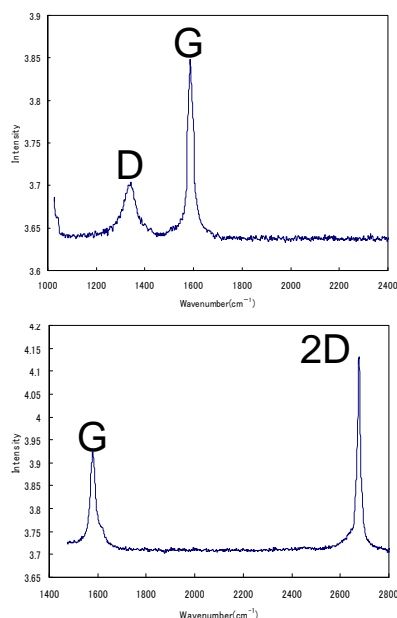 3.9
G
3.85
3.8
Intensity
3.75
D
3.7
3.65
3.6
1000 1200 1400 1600 1800 2000 2200 2400
Wavenumber(cm⁻¹)
4.2
2D
4.15
4.1
4.05
4
Intensity
3.95
G
3.9
3.85
3.8
3.75
3.7
3.65
1400 1600 1800 2000 2200 2400 2600 2800
Wavenumber(cm⁻¹)